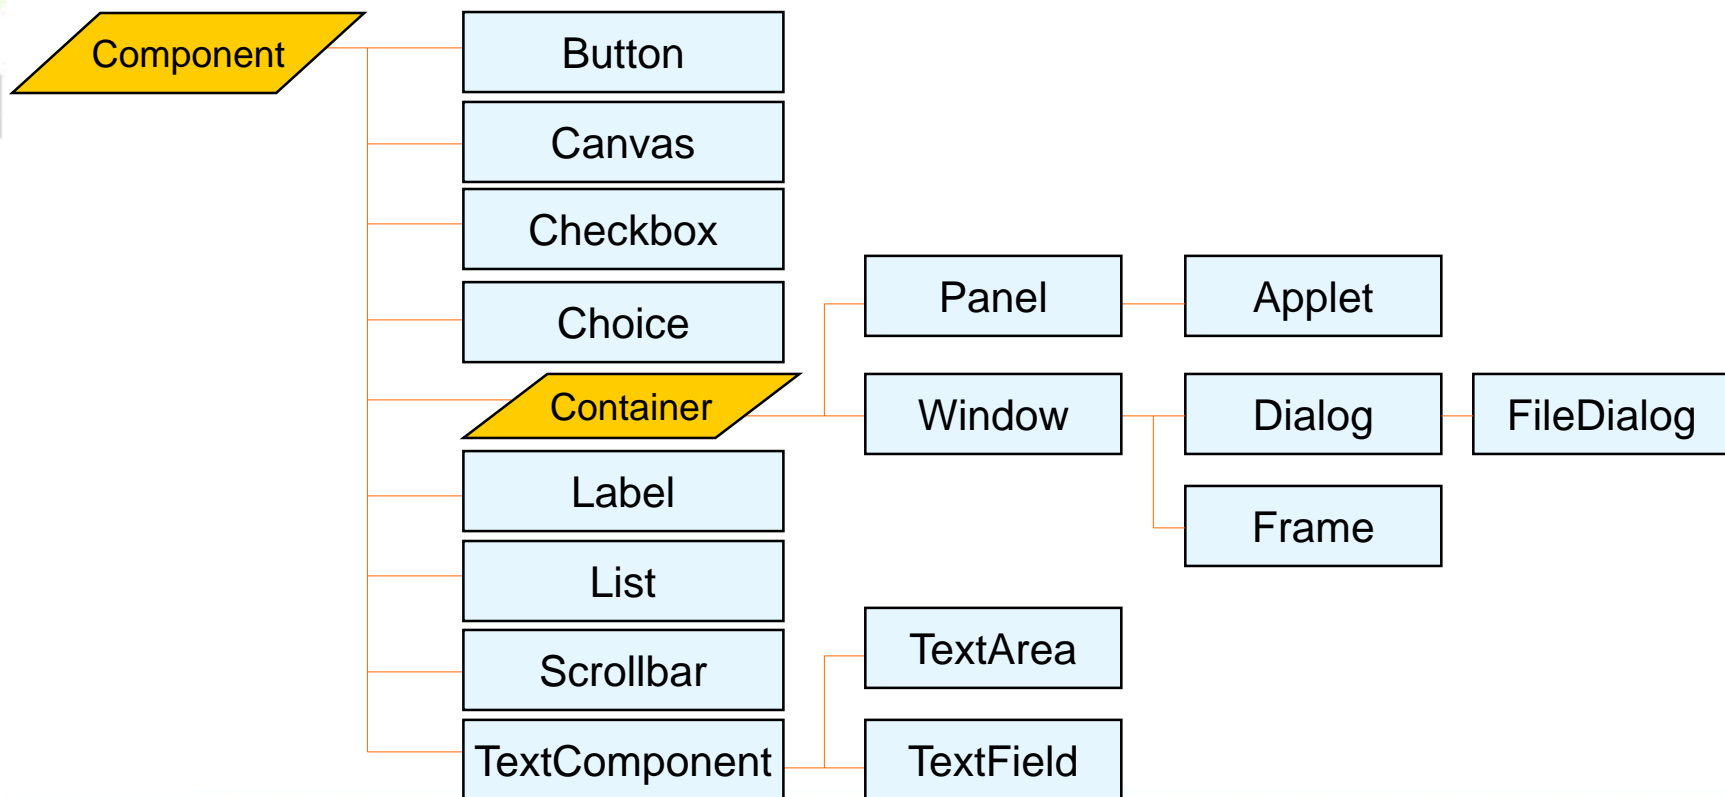 Component
Button
Canvas
Checkbox
Choice
Container
Panel
Applet
Window
Dialog
FileDialog
Frame
Label
List
Scrollbar
TextComponent
TextArea
TextField